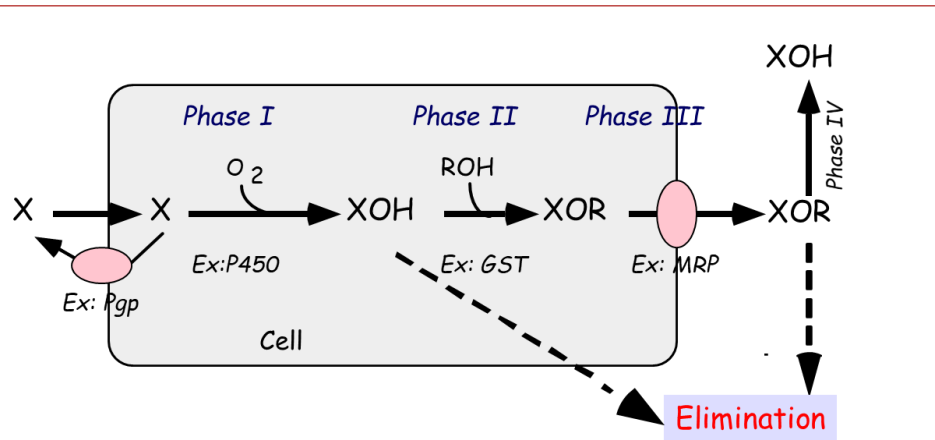 XOH
Phase I
Phase II
Phase III
Phase IV
O 2
ROH
X
X
XOH
XOR
XOR
Ex:P450
Ex: GST
Ex: MRP
Ex: Pgp
Cell
Elimination